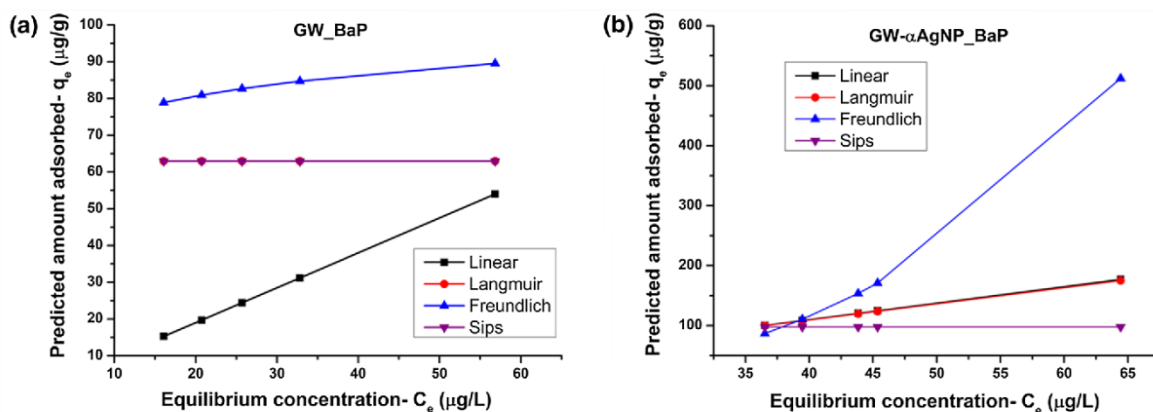 (a)
GW_BaP
Predicted amount adsorbed- qₑ (μg/g)
100
90
80
70
60
50
40
30
20
10
Linear
Langmuir
Freundlich
Sips
10 20 30 40 50 60
Equilibrium concentration- Cₑ (μg/L)
(b)
GW-αAgNP_BaP
Predicted amount adsorbed- qₑ (μg/g)
600
500
400
300
200
100
Linear
Langmuir
Freundlich
Sips
35 40 45 50 55 60 65
Equilibrium concentration- Cₑ (μg/L)